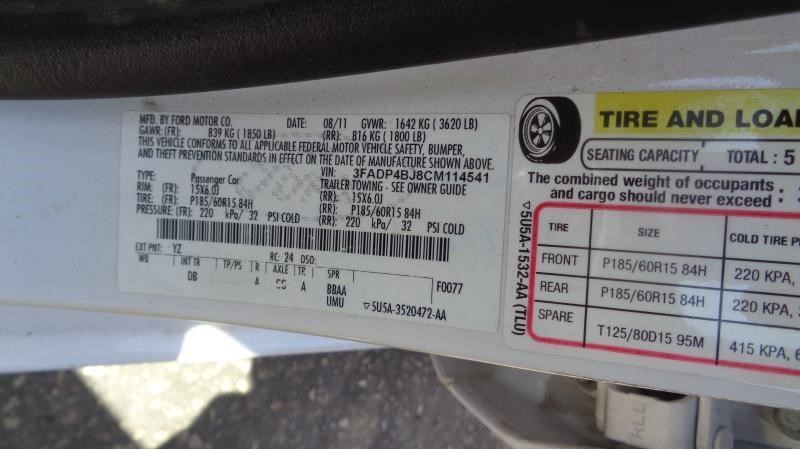 MFD. BY FORD MOTOR CO. DATE: 08/11 GVWR: 1642 KG ( 3620 LB)
GAWR: (FR): 839 KG ( 1850 LB) (RR): 816 KG ( 1800 LB)
THIS VEHICLE CONFORMS TO ALL APPLICABLE FEDERAL MOTOR VEHICLE SAFETY, BUMPER,
AND THEFT PREVENTION STANDARDS IN EFFECT ON THE DATE OF MANUFACTURE SHOWN ABOVE.
VIN: 3FADP4BJ8CM114541
TYPE: Passenger Car TRAILER TOWING - SEE OWNER GUIDE
RIM: (FR) 15X6.0J (RR): 15X6.0J
TIRE: (FR) P185/60R15 84H (RR): P185/60R15 84H
PRESSURE: (FR) 220 kPa/ 32 PSI COLD (RR): 220 kPa/ 32 PSI COLD
EXT PNT: YZ RC: 24 DSO:
WB INT TR TP/PS R AXLE TR SPR F0077
DB A A BBAA
UMU ▽5U5A-3520472-AA
TIRE AND LOA
SEATING CAPACITY TOTAL : 5
The combined weight of occupants
and cargo should never exceed :
▽5U5A-1532-AA (TLU)
TIRE SIZE COLD TIRE P
FRONT P185/60R15 84H 220 KPA,
REAR P185/60R15 84H 220 KPA,
SPARE T125/80D15 95M 415 KPA, 6